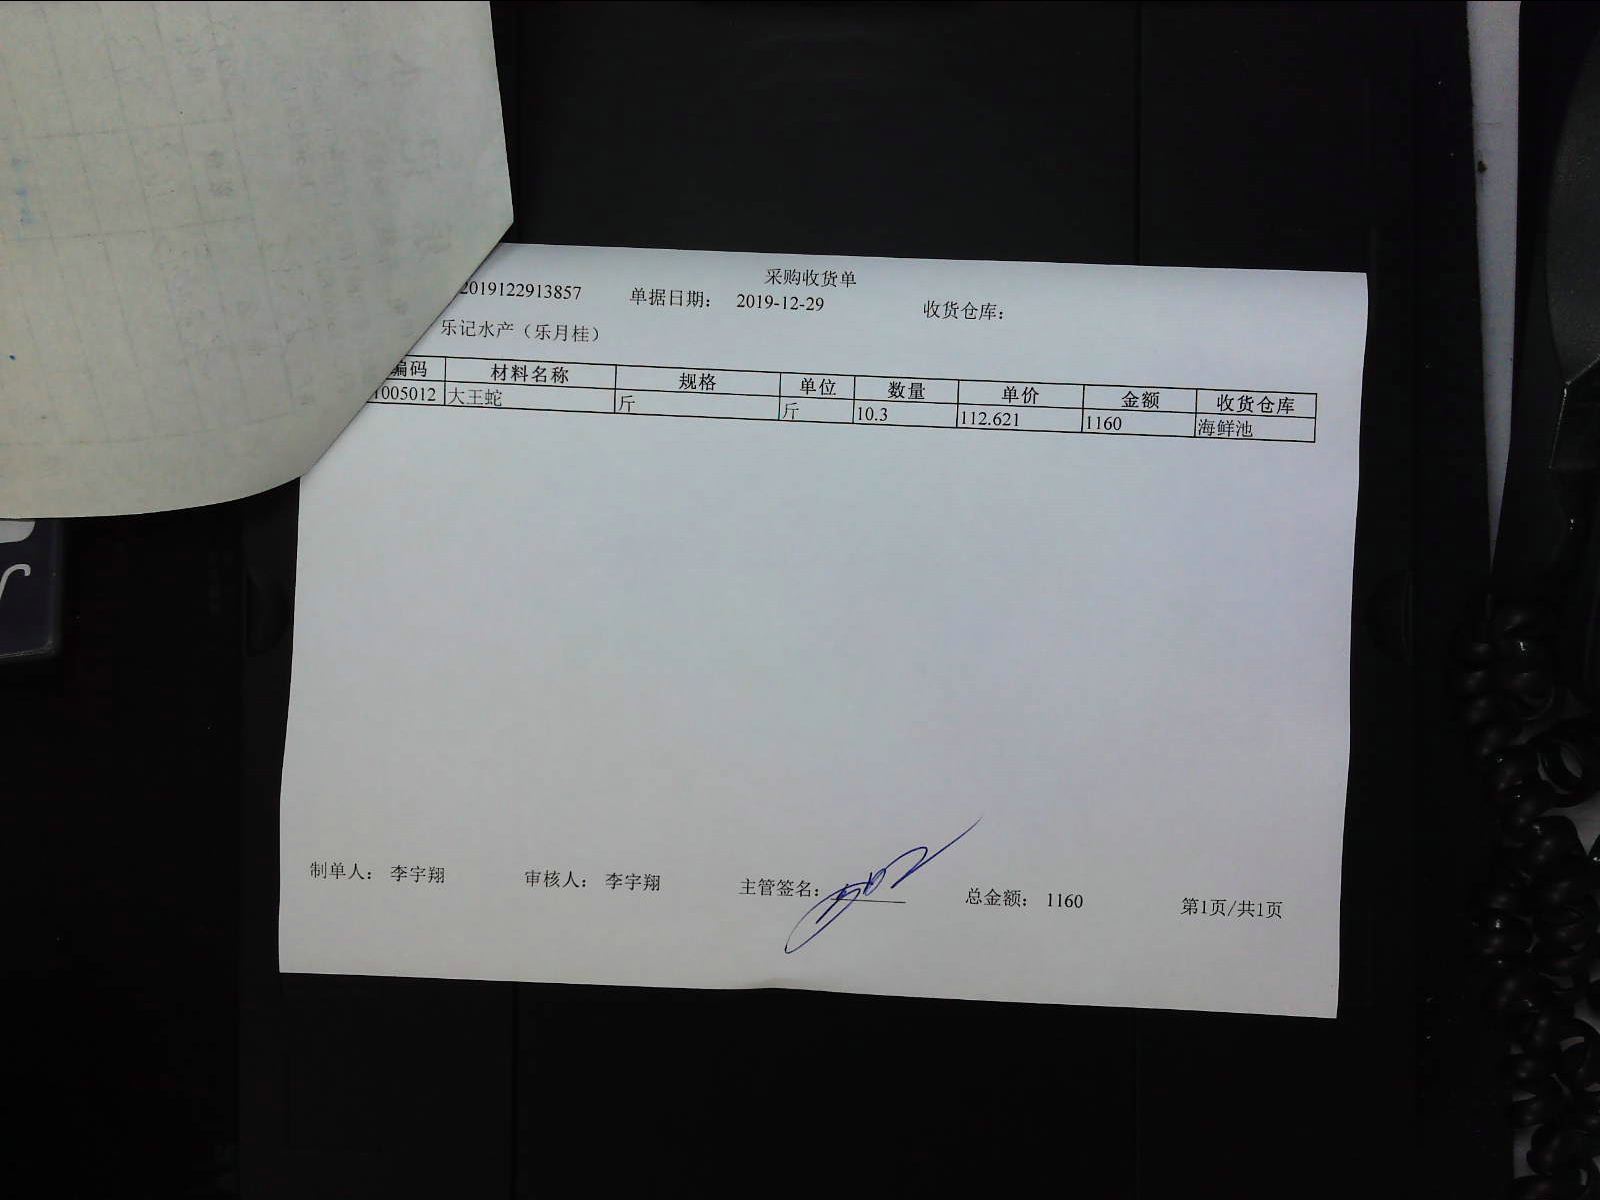 采购收货单
2019122913857 单据日期: 2019-12-29 收货仓库:
乐记水产（乐月桂）
编码 材料名称 规格 单位 数量 单价 金额 收货仓库
1005012 大王蛇 斤 斤 10.3 112.621 1160 海鲜池
制单人: 李宇翔 审核人: 李宇翔 主管签名: 总金额: 1160 第1页/共1页